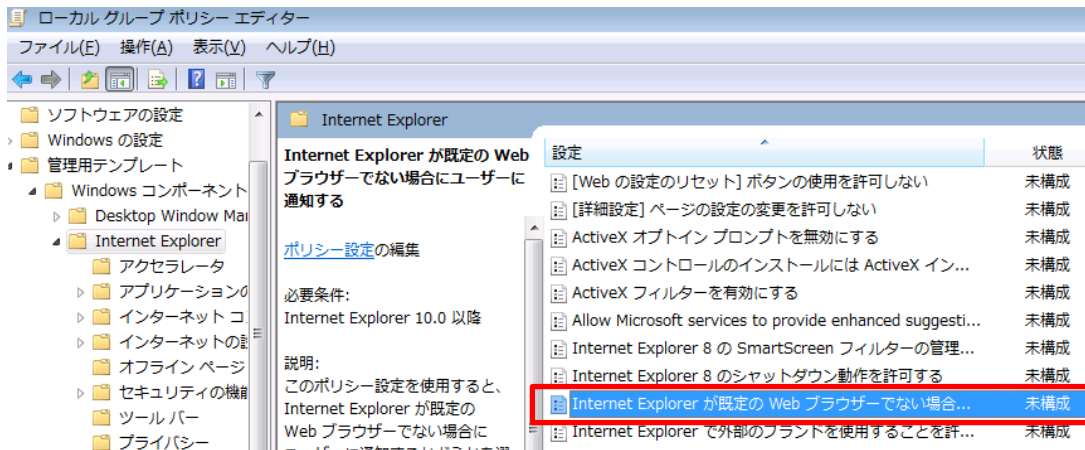 ローカル グループ ポリシー エディター
ファイル(F) 操作(A) 表示(V) ヘルプ(H)
ソフトウェアの設定
Windows の設定
管理用テンプレート
Windows コンポーネント
Desktop Window Mar
Internet Explorer
アクセラレータ
アプリケーションの
インターネット コ
インターネットの設
オフライン ページ
セキュリティの機能
ツール バー
プライバシー
Internet Explorer
Internet Explorer が既定の Web
ブラウザーでない場合にユーザーに
通知する
ポリシー設定の編集
必要条件:
Internet Explorer 10.0 以降
説明:
このポリシー設定を使用すると、
Internet Explorer が既定の
Web ブラウザーでない場合に
設定 状態
[Web の設定のリセット] ボタンの使用を許可しない 未構成
[詳細設定] ページの設定の変更を許可しない 未構成
ActiveX オプトイン プロンプトを無効にする 未構成
ActiveX コントロールのインストールには ActiveX イン... 未構成
ActiveX フィルターを有効にする 未構成
Allow Microsoft services to provide enhanced suggesti... 未構成
Internet Explorer 8 の SmartScreen フィルターの管理... 未構成
Internet Explorer 8 のシャットダウン動作を許可する 未構成
Internet Explorer が既定の Web ブラウザーでない場合... 未構成
Internet Explorer で外部のブランドを使用することを許... 未構成